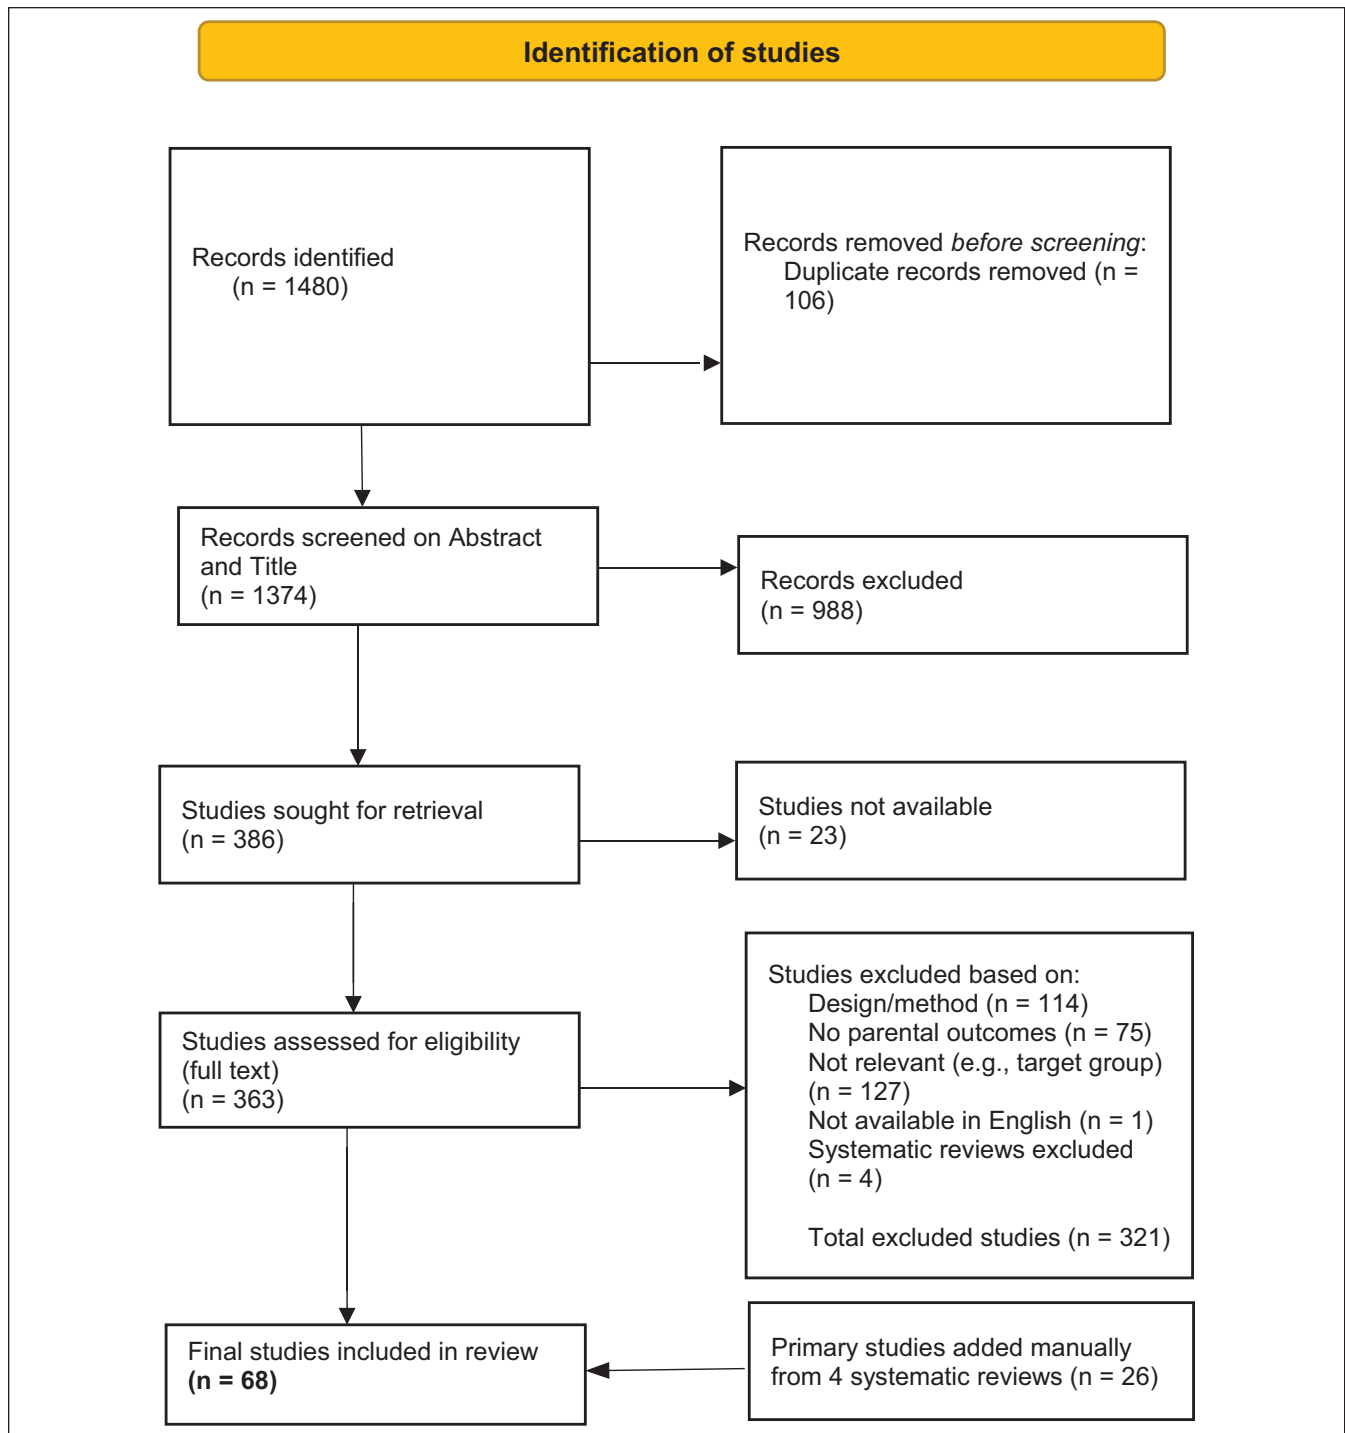 Identification of studies
Records identified
(n = 1480)
Records removed before screening:
Duplicate records removed (n =
106)
Records screened on Abstract
and Title
(n = 1374)
Records excluded
(n = 988)
Studies sought for retrieval
(n = 386)
Studies not available
(n = 23)
Studies assessed for eligibility
(full text)
(n = 363)
Studies excluded based on:
Design/method (n = 114)
No parental outcomes (n = 75)
Not relevant (e.g., target group)
(n = 127)
Not available in English (n = 1)
Systematic reviews excluded
(n = 4)
Total excluded studies (n = 321)
Final studies included in review
(n = 68)
Primary studies added manually
from 4 systematic reviews (n = 26)